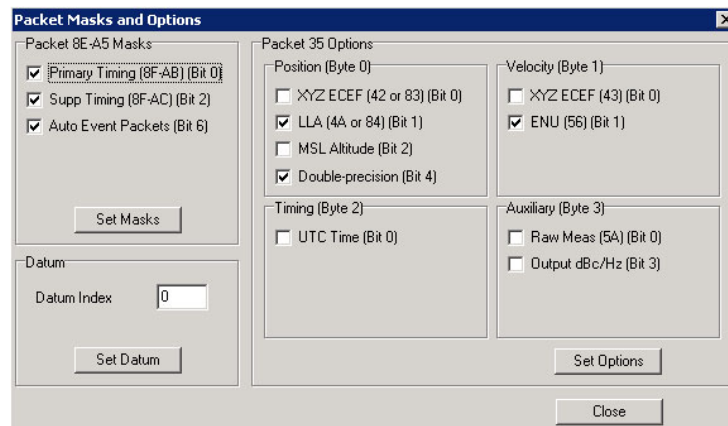 Packet Masks and Options
Packet 8E-A5 Masks
Primary Timing (8F-AB) (Bit 0)
Supp Timing (8F-AC) (Bit 2)
Auto Event Packets (Bit 6)
Set Masks
Datum
Datum Index 0
Set Datum
Packet 35 Options
Position (Byte 0)
XYZ ECEF (42 or 83) (Bit 0)
LLA (4A or 84) (Bit 1)
MSL Altitude (Bit 2)
Double-precision (Bit 4)
Velocity (Byte 1)
XYZ ECEF (43) (Bit 0)
ENU (56) (Bit 1)
Timing (Byte 2)
UTC Time (Bit 0)
Auxiliary (Byte 3)
Raw Meas (5A) (Bit 0)
Output dBc/Hz (Bit 3)
Set Options
Close